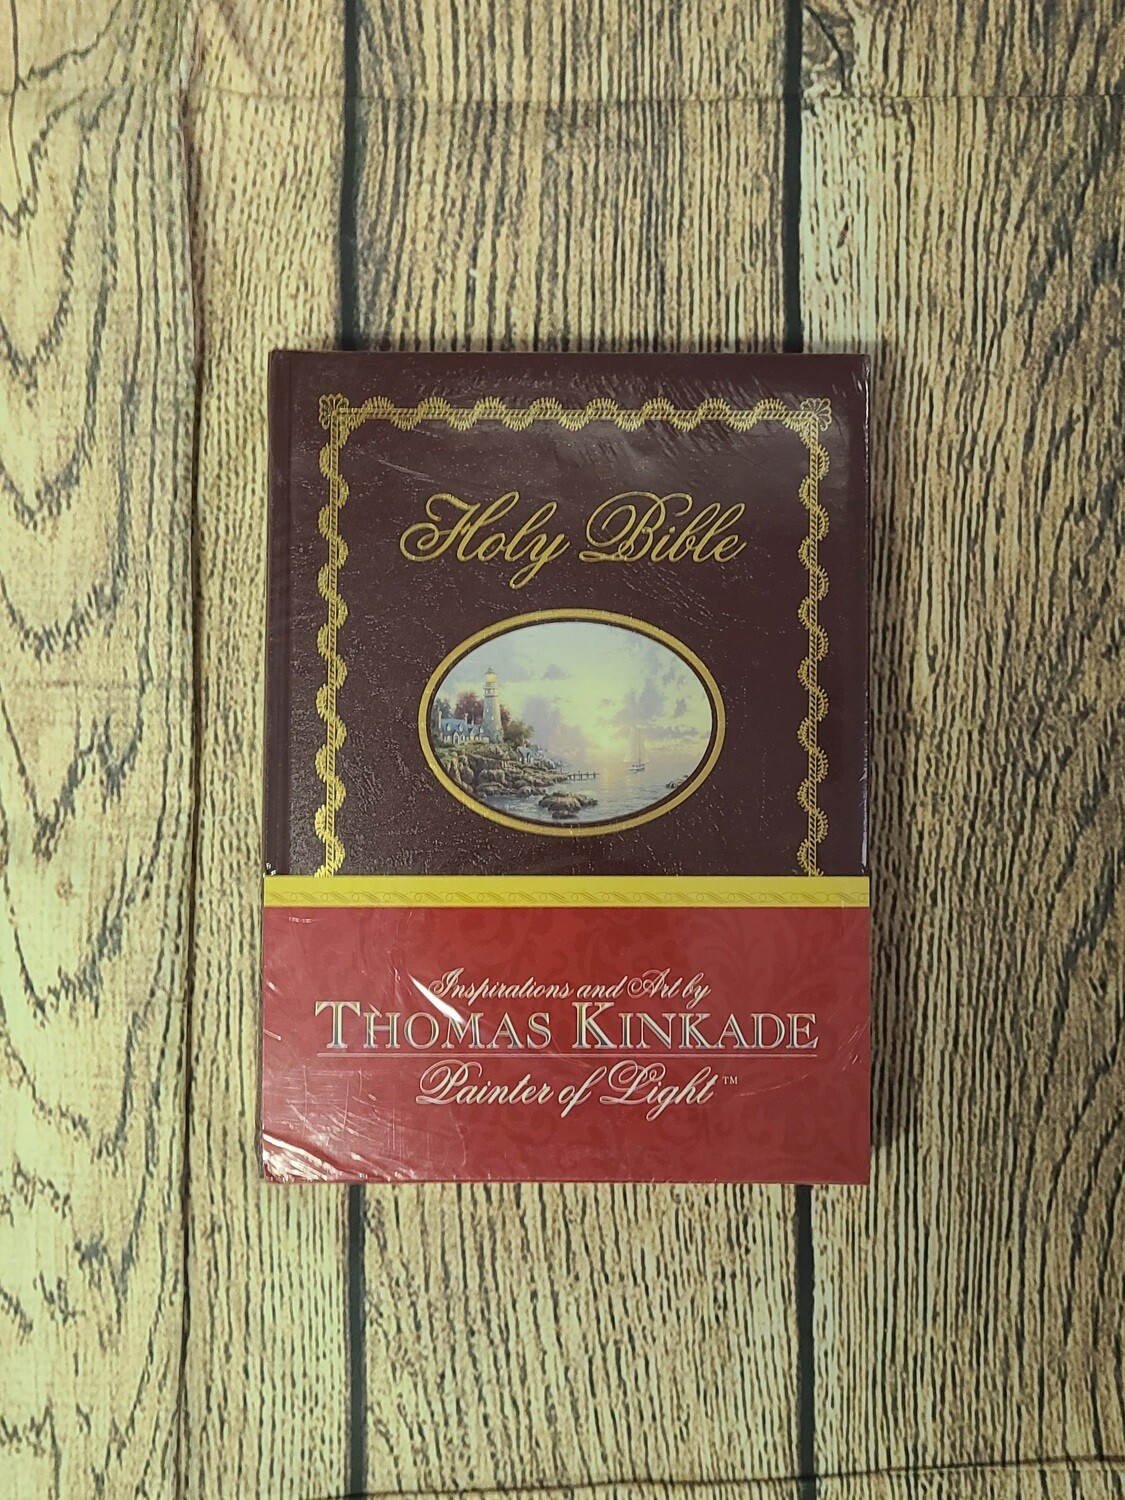 Holy Bible
Inspirations and Art by
THOMAS KINKADE
Painter of Light™